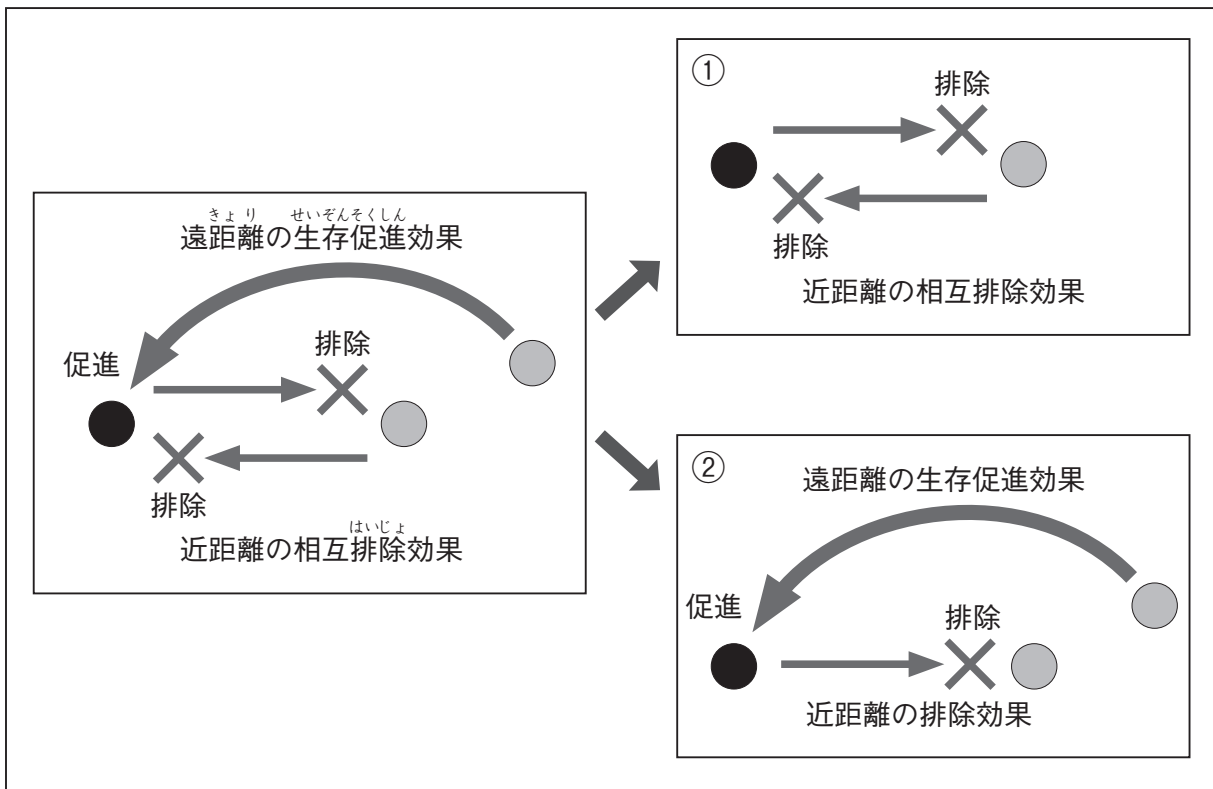 きょり せいぞんそくしん
遠距離の生存促進効果
促進
排除
排除
はいじょ
近距離の相互排除効果
①
排除
排除
近距離の相互排除効果
②
遠距離の生存促進効果
促進
排除
近距離の排除効果